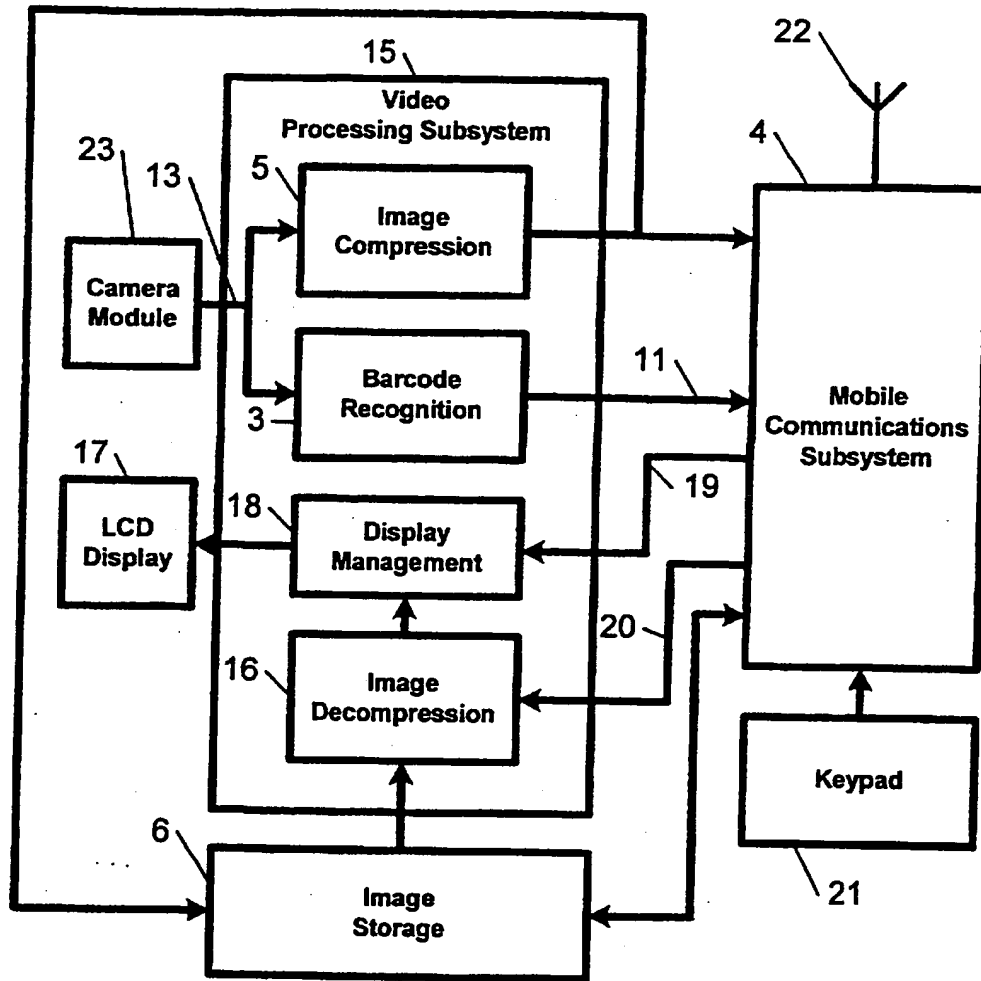 22
15
Video
Processing Subsystem
4
23
13
5
Image
Compression
Camera
Module
11
Barcode
Recognition
3
Mobile
Communications
Subsystem
17
19
18
LCD
Display
Display
Management
20
16
Image
Decompression
Keypad
6
21
Image
Storage